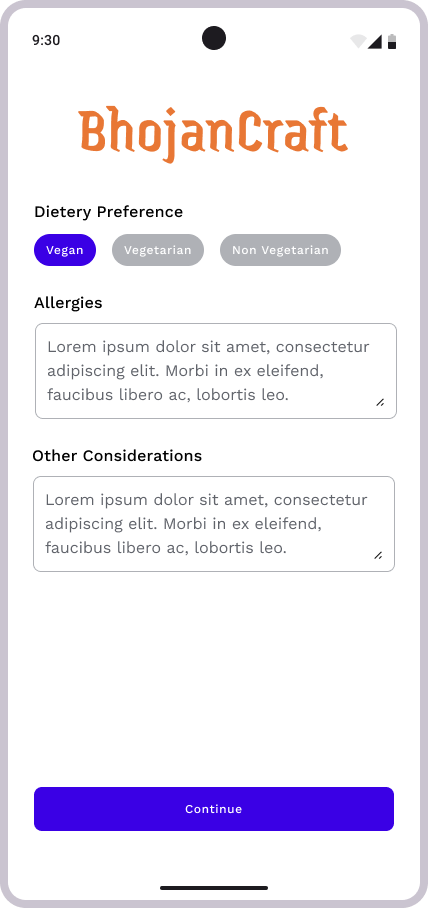 9:30
BhojanCraft
Dietery Preference
Vegan Vegetarian Non Vegetarian
Allergies
Lorem ipsum dolor sit amet, consectetur
adipiscing elit. Morbi in ex eleifend,
faucibus libero ac, lobortis leo.
Other Considerations
Lorem ipsum dolor sit amet, consectetur
adipiscing elit. Morbi in ex eleifend,
faucibus libero ac, lobortis leo.
Continue